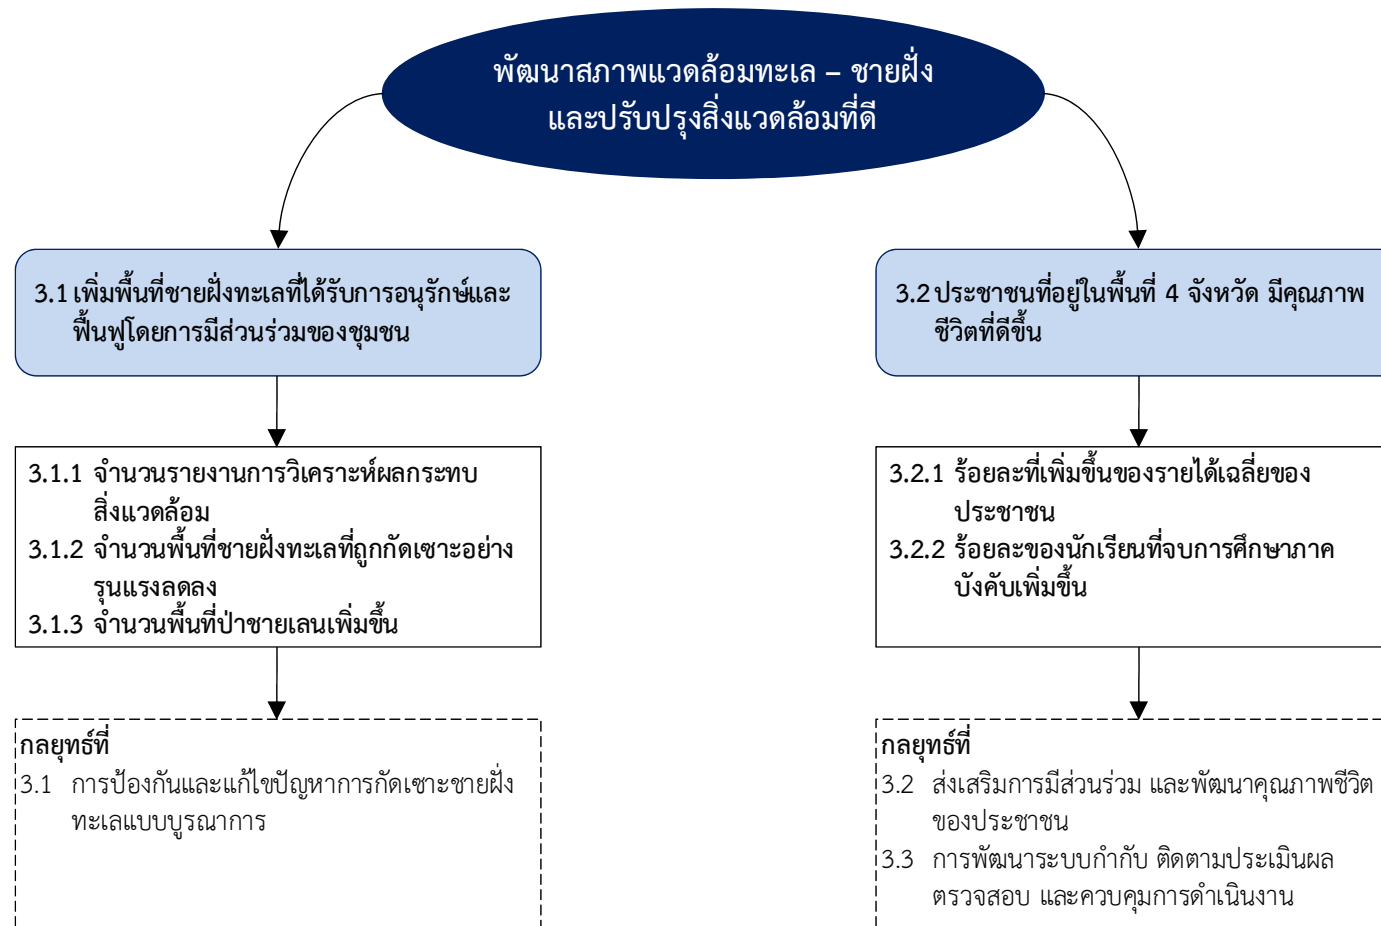 พัฒนาสภาพแวดล้อมทะเล – ชายฝั่ง
และปรับปรุงสิ่งแวดล้อมที่ดี
3.1 เพิ่มพื้นที่ชายฝั่งทะเลที่ได้รับการอนุรักษ์และ
ฟื้นฟูโดยการมีส่วนร่วมของชุมชน
3.1.1 จำนวนรายงานการวิเคราะห์ผลกระทบ
สิ่งแวดล้อม
3.1.2 จำนวนพื้นที่ชายฝั่งทะเลที่ถูกกัดเซาะอย่าง
รุนแรงลดลง
3.1.3 จำนวนพื้นที่ป่าชายเลนเพิ่มขึ้น
กลยุทธ์ที่
3.1 การป้องกันและแก้ไขปัญหาการกัดเซาะชายฝั่ง
ทะเลแบบบูรณาการ
3.2 ประชาชนที่อยู่ในพื้นที่ 4 จังหวัด มีคุณภาพ
ชีวิตที่ดีขึ้น
3.2.1 ร้อยละที่เพิ่มขึ้นของรายได้เฉลี่ยของ
ประชาชน
3.2.2 ร้อยละของนักเรียนที่จบการศึกษาภาค
บังคับเพิ่มขึ้น
กลยุทธ์ที่
3.2 ส่งเสริมการมีส่วนร่วม และพัฒนาคุณภาพชีวิต
ของประชาชน
3.3 การพัฒนาระบบกำกับ ติดตามประเมินผล
ตรวจสอบ และควบคุมการดำเนินงาน